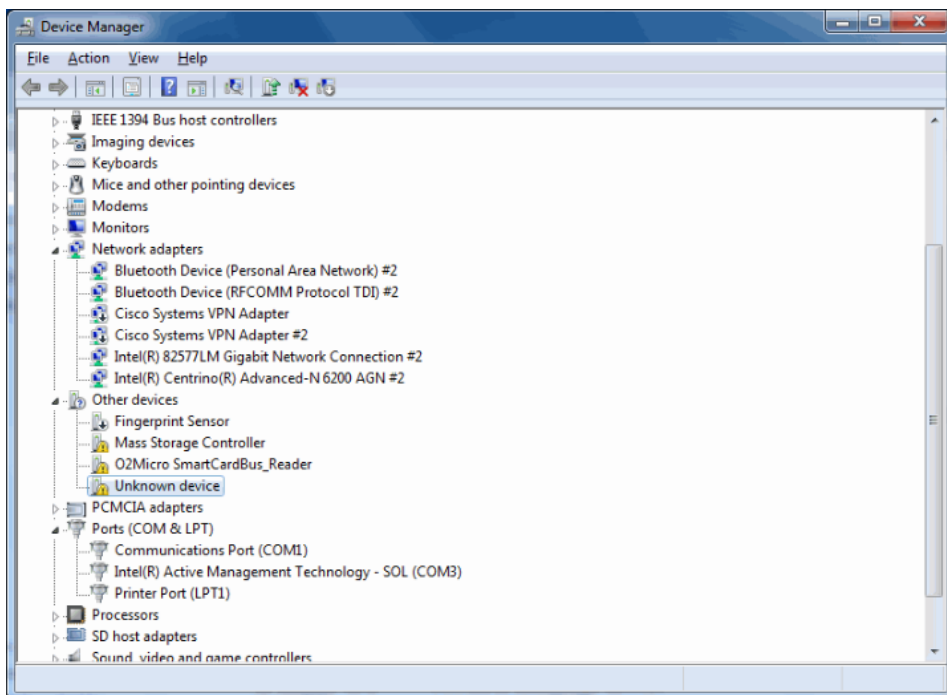 Device Manager
File Action View Help
IEEE 1394 Bus host controllers
Imaging devices
Keyboards
Mice and other pointing devices
Modems
Monitors
Network adapters
Bluetooth Device (Personal Area Network) #2
Bluetooth Device (RFCOMM Protocol TDI) #2
Cisco Systems VPN Adapter
Cisco Systems VPN Adapter #2
Intel(R) 82577LM Gigabit Network Connection #2
Intel(R) Centrino(R) Advanced-N 6200 AGN #2
Other devices
Fingerprint Sensor
Mass Storage Controller
O2Micro SmartCardBus_Reader
Unknown device
PCMCIA adapters
Ports (COM & LPT)
Communications Port (COM1)
Intel(R) Active Management Technology - SOL (COM3)
Printer Port (LPT1)
Processors
SD host adapters
Sound, video and game controllers